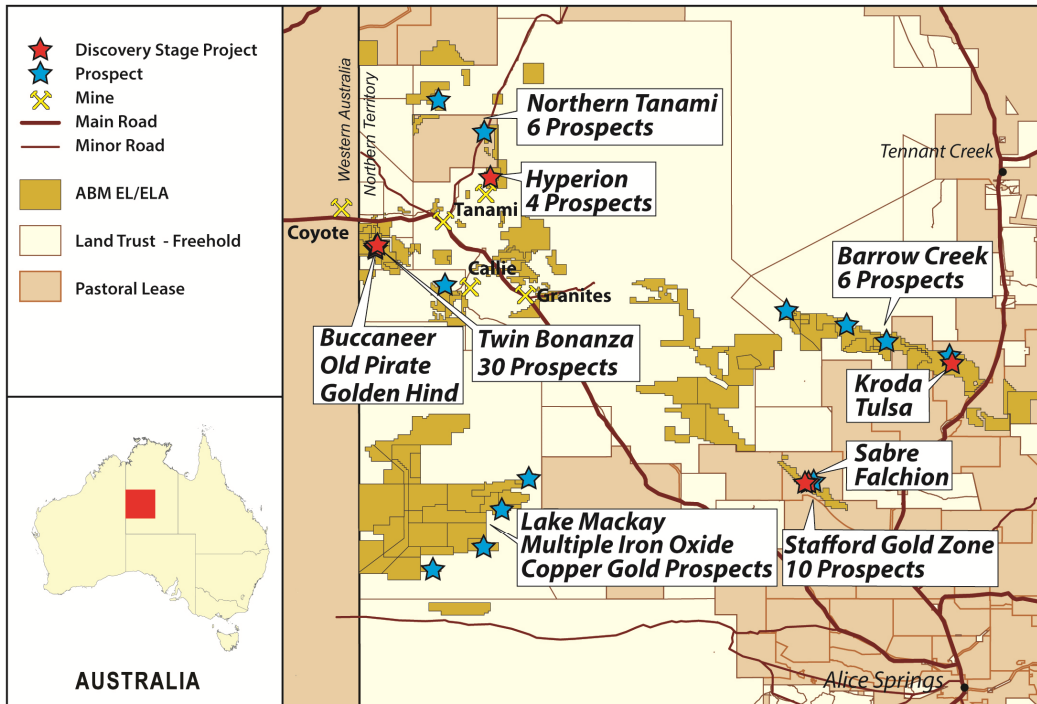 Discovery Stage Project
Prospect
Mine
Main Road
Minor Road
ABM EL/ELA
Land Trust - Freehold
Pastoral Lease
AUSTRALIA
Western Australia
Northern Territory
Northern Tanami
6 Prospects
Hyperion
4 Prospects
Tennant Creek
Tanami
Coyote
Callie
Granites
Barrow Creek
6 Prospects
Buccaneer
Old Pirate
Golden Hind
Twin Bonanza
30 Prospects
Kroda
Tulsa
Sabre
Falchion
Lake Mackay
Multiple Iron Oxide
Copper Gold Prospects
Stafford Gold Zone
10 Prospects
Alice Springs